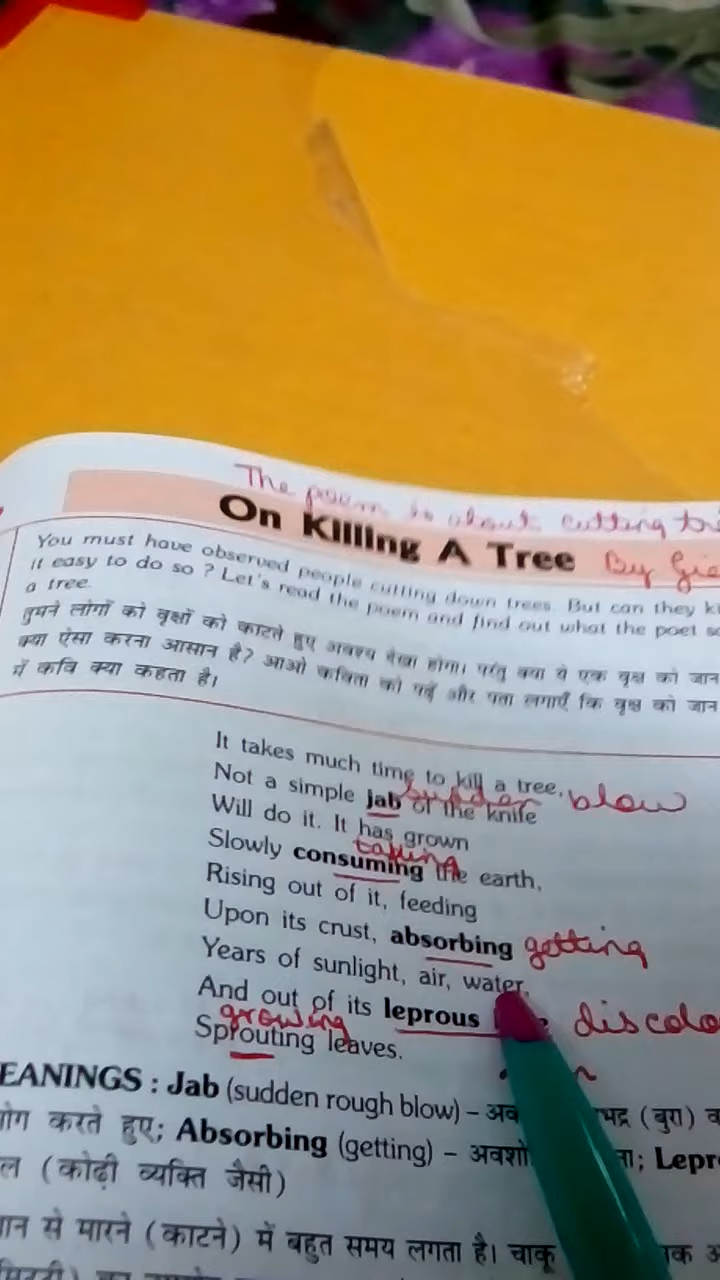 The poem is about cutting
On Killing A Tree By
You must have observed people cutting down trees. But can they
it easy to do so ? Let's read the poem and find out what the poet
a tree.
तुमने लोगों को वृक्षों को काटते हुए अवश्य देखा होगा। परंतु क्या ये एक वृक्ष को जान
क्या ऐसा करना आसान है? आओ कविता को पढ़ें और पता लगाएँ कि वृक्ष को जान
में कवि क्या कहता है।
It takes much time to kill a tree,
sudden blow
Not a simple jab of the knife
Will do it. It has grown
taking
Slowly consuming the earth,
Rising out of it, feeding
Upon its crust, absorbing getting
Years of sunlight, air, water,
And out of its leprous
growing
Sprouting leaves.
EANINGS : Jab (sudden rough blow) –
ोग करते हुए; Absorbing (getting) –
ल (कोढ़ी व्यक्ति जैसी)
ान से मारने (काटने) में बहुत समय लगता है। चाकू